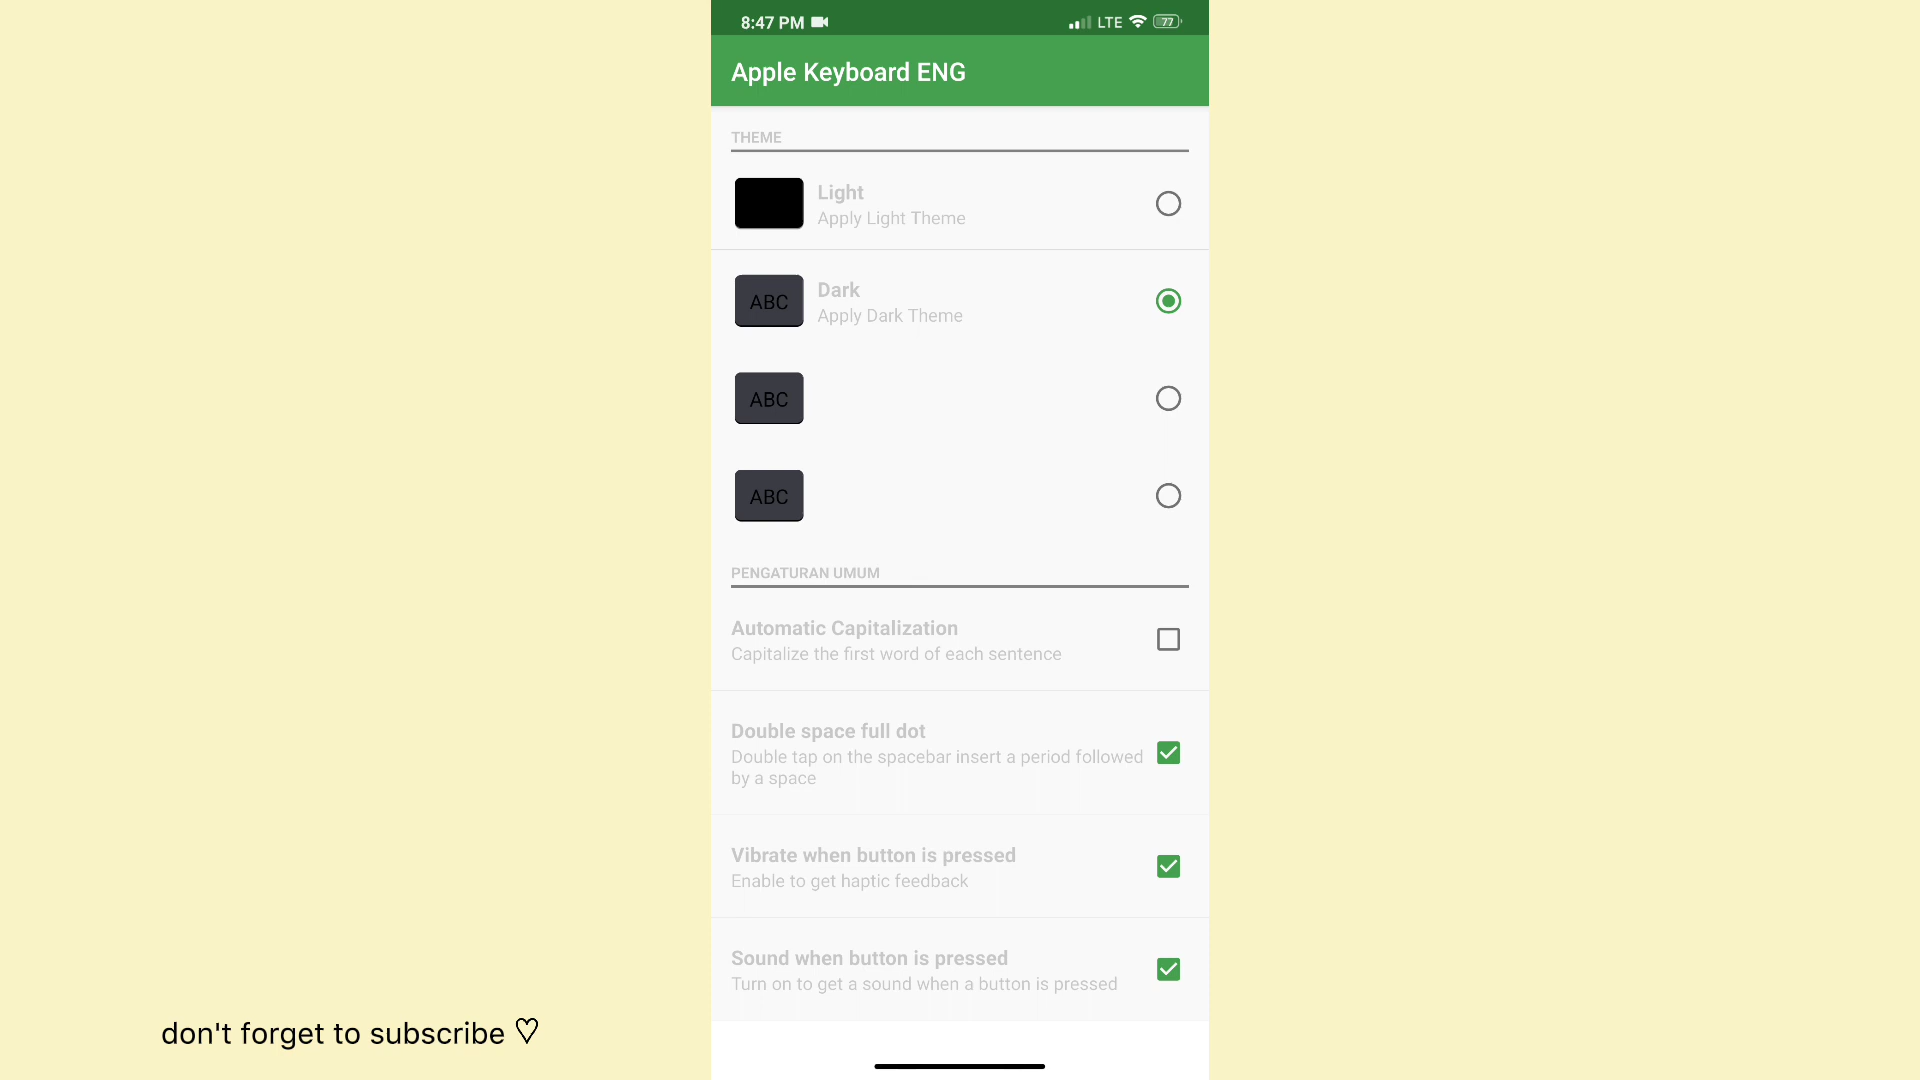 8:47 PM LTE 77
Apple Keyboard ENG
THEME
Light
Apply Light Theme
ABC
Dark
Apply Dark Theme
ABC
ABC
PENGATURAN UMUM
Automatic Capitalization
Capitalize the first word of each sentence
Double space full dot
Double tap on the spacebar insert a period followed
by a space
Vibrate when button is pressed
Enable to get haptic feedback
Sound when button is pressed
Turn on to get a sound when a button is pressed
don't forget to subscribe ♡